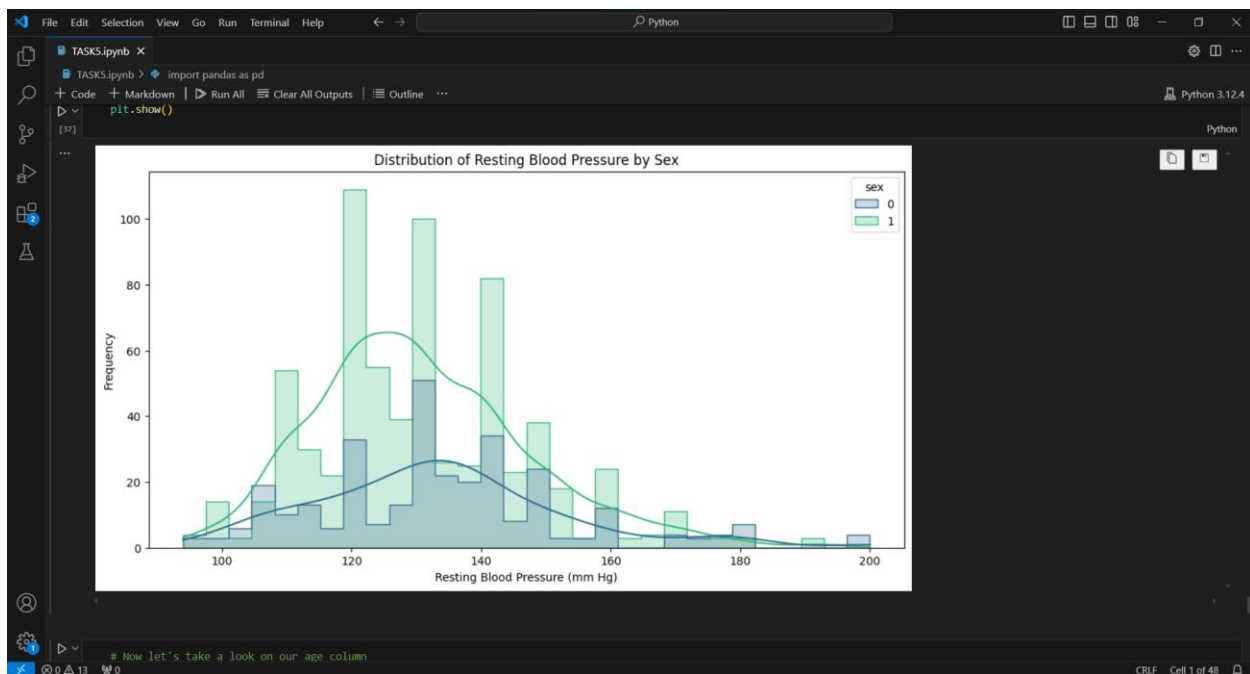 File Edit Selection View Go Run Terminal Help
Python
TASK5.ipynb
TASK5.ipynb > import pandas as pd
+ Code + Markdown | Run All Clear All Outputs | Outline ...
Python 3.12.4
plt.show()
[37]
Python
...
Distribution of Resting Blood Pressure by Sex
sex
0
1
Frequency
100
80
60
40
20
0
100 120 140 160 180 200
Resting Blood Pressure (mm Hg)
2
1
# Now let's take a look on our age column
0 13 0
CRLF Cell 1 of 48